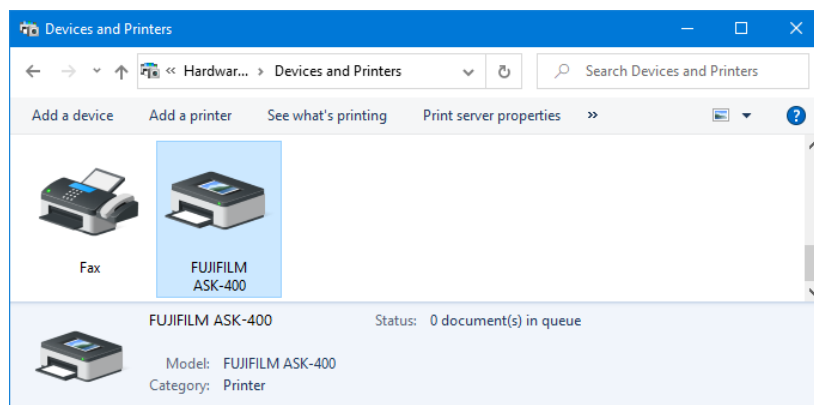 Devices and Printers
« Hardwar... › Devices and Printers
Search Devices and Printers
Add a device Add a printer See what's printing Print server properties »
Fax
FUJIFILM
ASK-400
FUJIFILM ASK-400 Status: 0 document(s) in queue
Model: FUJIFILM ASK-400
Category: Printer